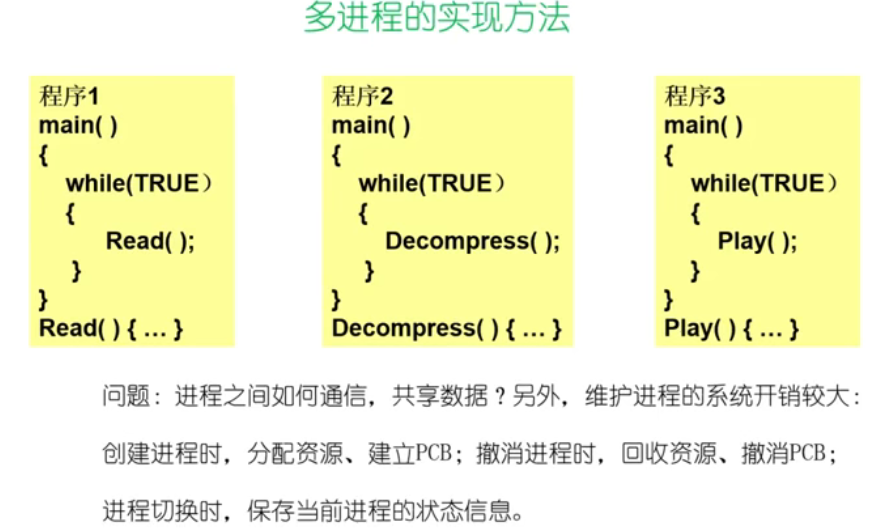 多进程的实现方法
程序1
main( )
{
while(TRUE）
{
Read( );
}
}
Read( ) { … }
程序2
main( )
{
while(TRUE）
{
Decompress( );
}
}
Decompress( ) { … }
程序3
main( )
{
while(TRUE）
{
Play( );
}
}
Play( ) { … }
问题：进程之间如何通信，共享数据？另外，维护进程的系统开销较大：
创建进程时，分配资源、建立PCB；撤消进程时，回收资源、撤消PCB；
进程切换时，保存当前进程的状态信息。